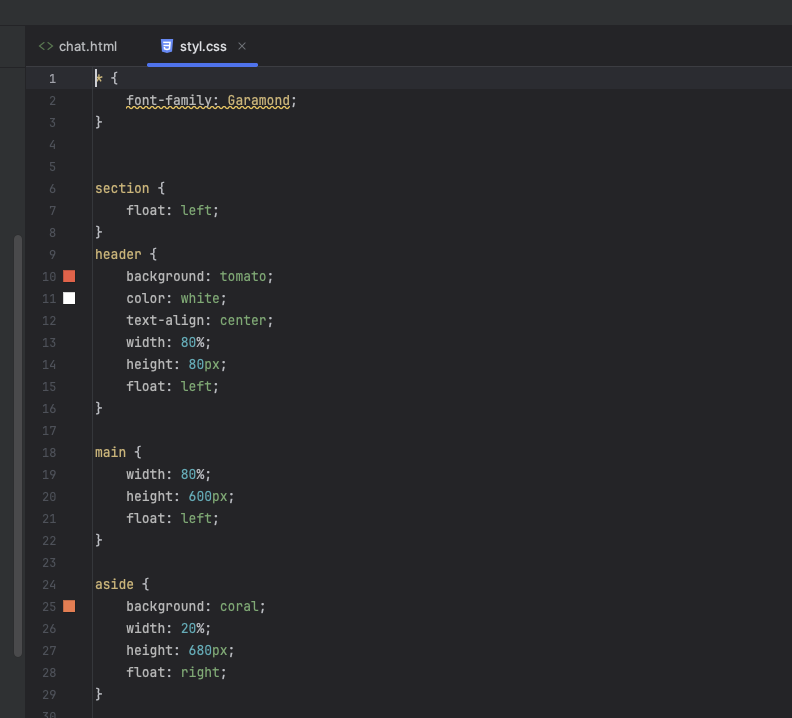 <> chat.html styl.css ×
1 * {
2 font-family: Garamond;
3 }
4
5
6 section {
7 float: left;
8 }
9 header {
10 background: tomato;
11 color: white;
12 text-align: center;
13 width: 80%;
14 height: 80px;
15 float: left;
16 }
17
18 main {
19 width: 80%;
20 height: 600px;
21 float: left;
22 }
23
24 aside {
25 background: coral;
26 width: 20%;
27 height: 680px;
28 float: right;
29 }
30